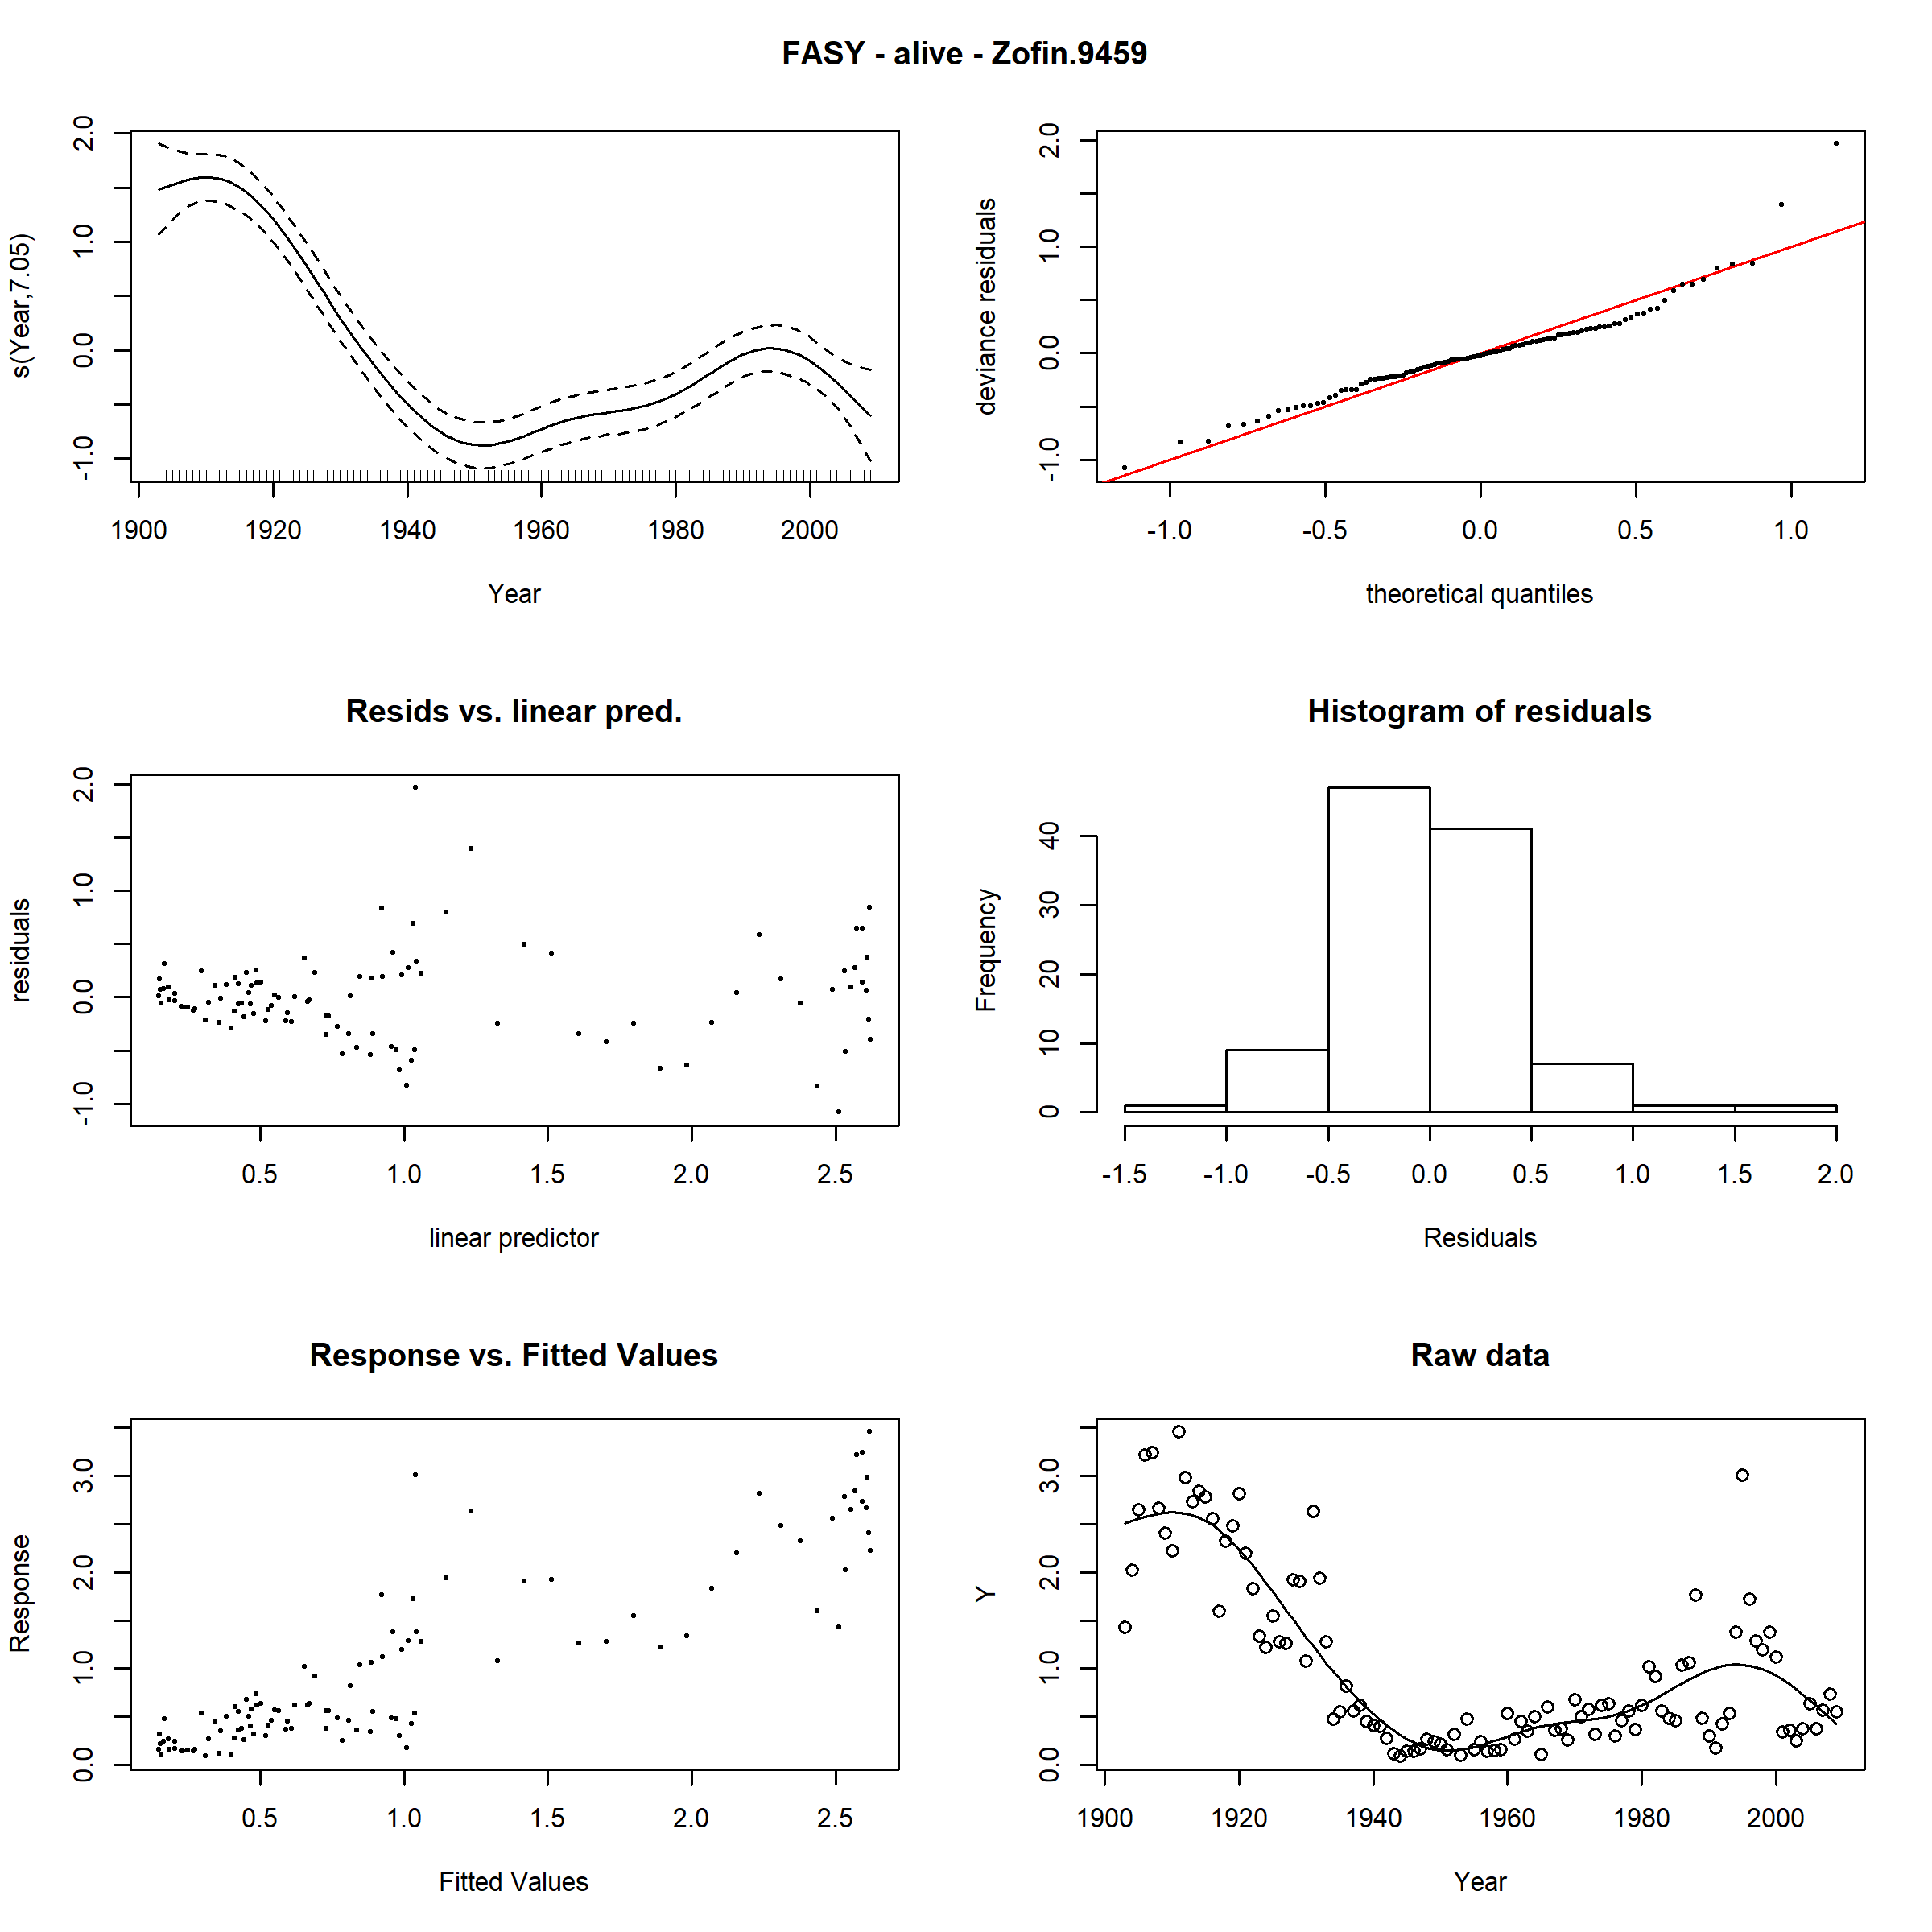 FASY - alive - Zofin.9459
s(Year,7.05)
-1.0 0.0 1.0 2.0
1900 1920 1940 1960 1980 2000
Year
deviance residuals
-1.0 0.0 1.0 2.0
-1.0 -0.5 0.0 0.5 1.0
theoretical quantiles
Resids vs. linear pred.
residuals
-1.0 0.0 1.0 2.0
0.5 1.0 1.5 2.0 2.5
linear predictor
Histogram of residuals
Frequency
0 10 20 30 40
-1.5 -1.0 -0.5 0.0 0.5 1.0 1.5 2.0
Residuals
Response vs. Fitted Values
Response
0.0 1.0 2.0 3.0
0.5 1.0 1.5 2.0 2.5
Fitted Values
Raw data
Y
0.0 1.0 2.0 3.0
1900 1920 1940 1960 1980 2000
Year